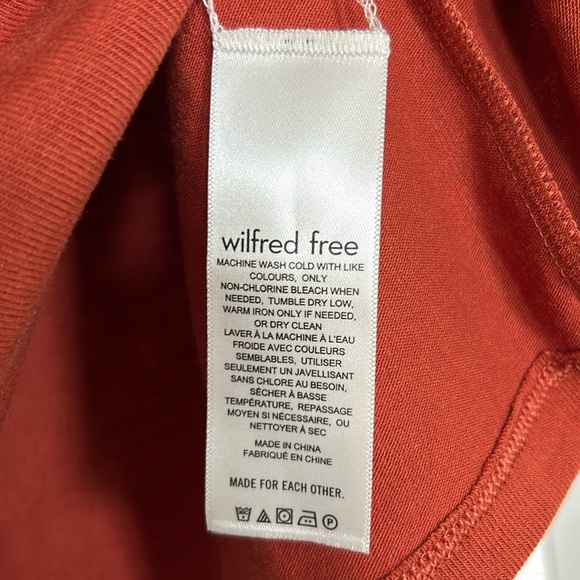 wilfred free
MACHINE WASH COLD WITH LIKE
COLOURS, ONLY
NON-CHLORINE BLEACH WHEN
NEEDED, TUMBLE DRY LOW,
WARM IRON ONLY IF NEEDED,
OR DRY CLEAN
LAVER À LA MACHINE À L'EAU
FROIDE AVEC COULEURS
SEMBLABLES, UTILISER
SEULEMENT UN JAVELLISANT
SANS CHLORE AU BESOIN,
SÉCHER À BASSE
TEMPÉRATURE, REPASSAGE
MOYEN SI NÉCESSAIRE, OU
NETTOYER À SEC
MADE IN CHINA
FABRIQUÉ EN CHINE
MADE FOR EACH OTHER.
P